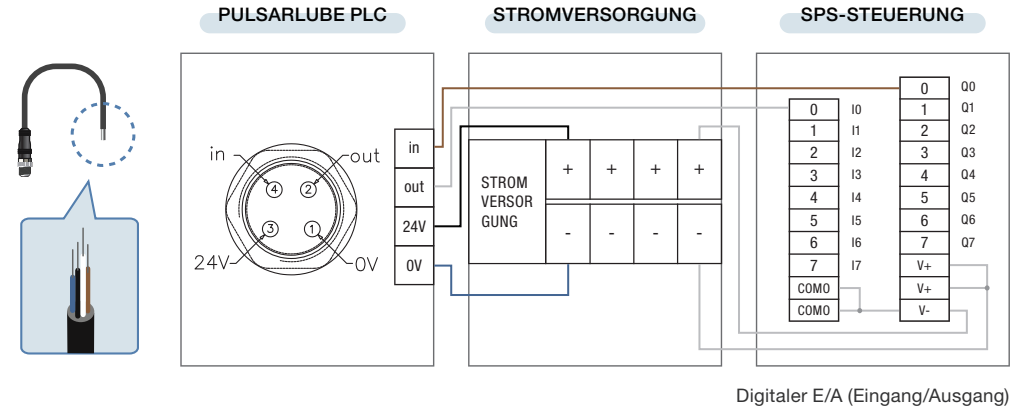 PULSARLUBE PLC
STROMVERSORGUNG
SPS-STEUERUNG
in
out
4
2
3
1
24V
0V
in
out
24V
0V
STROM
VERSOR
GUNG
+ + + +
- - - -
0 I0
1 I1
2 I2
3 I3
4 I4
5 I5
6 I6
7 I7
COM0
COM0
0 Q0
1 Q1
2 Q2
3 Q3
4 Q4
5 Q5
6 Q6
7 Q7
V+
V+
V-
Digitaler E/A (Eingang/Ausgang)